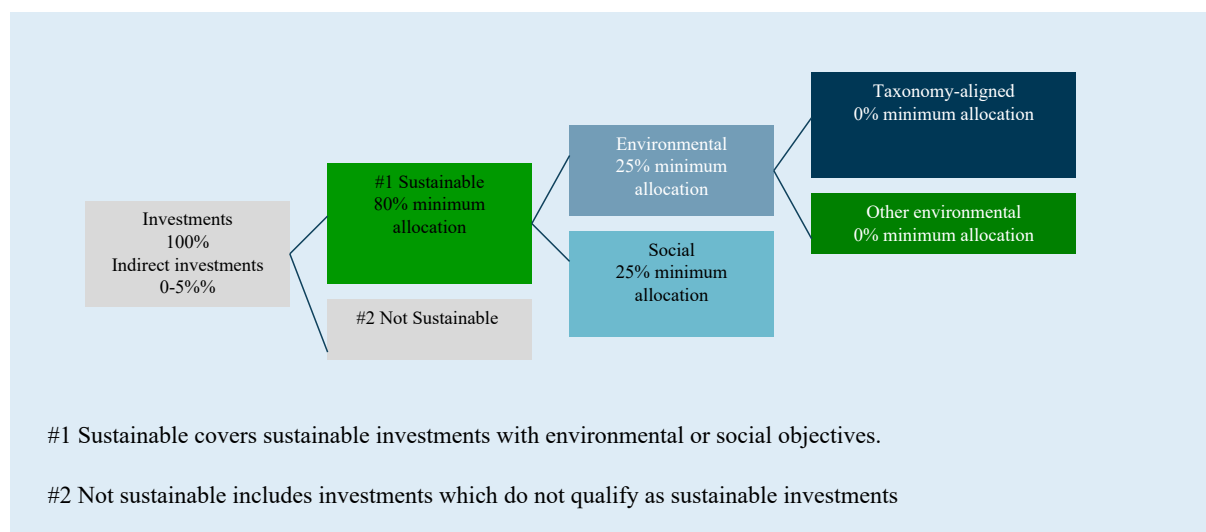 Investments
100%
Indirect investments
0-5%%
#1 Sustainable
80% minimum
allocation
#2 Not Sustainable
Environmental
25% minimum
allocation
Social
25% minimum
allocation
Taxonomy-aligned
0% minimum allocation
Other environmental
0% minimum allocation
#1 Sustainable covers sustainable investments with environmental or social objectives.
#2 Not sustainable includes investments which do not qualify as sustainable investments